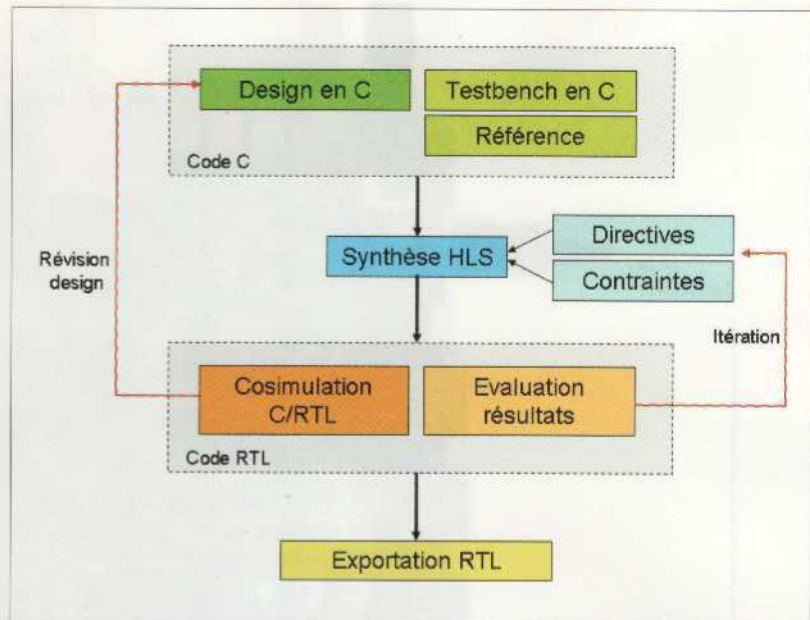 Design en C
Testbench en C
Référence
Code C
Révision
design
Synthèse HLS
Directives
Contraintes
Itération
Cosimulation
C/RTL
Evaluation
résultats
Code RTL
Exportation RTL